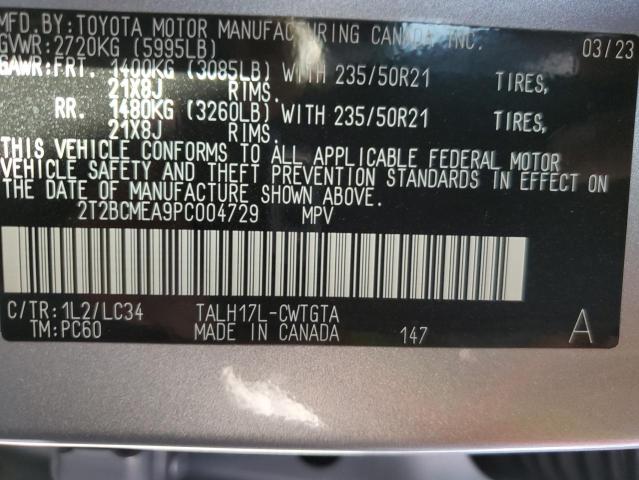 MFD.BY:TOYOTA MOTOR MANUFACTURING CANADA INC.
GVWR:2720KG (5995LB) 03/23
GAWR:FRT. 1400KG (3085LB) WITH 235/50R21 TIRES,
21X8J RIMS.
RR. 1480KG (3260LB) WITH 235/50R21 TIRES,
21X8J RIMS.
THIS VEHICLE CONFORMS TO ALL APPLICABLE FEDERAL MOTOR
VEHICLE SAFETY AND THEFT PREVENTION STANDARDS IN EFFECT ON
THE DATE OF MANUFACTURE SHOWN ABOVE.
2T2BCMEA9PC004729 MPV
C/TR:1L2/LC34 TALH17L-CWTGTA
TM:PC60 MADE IN CANADA 147 A